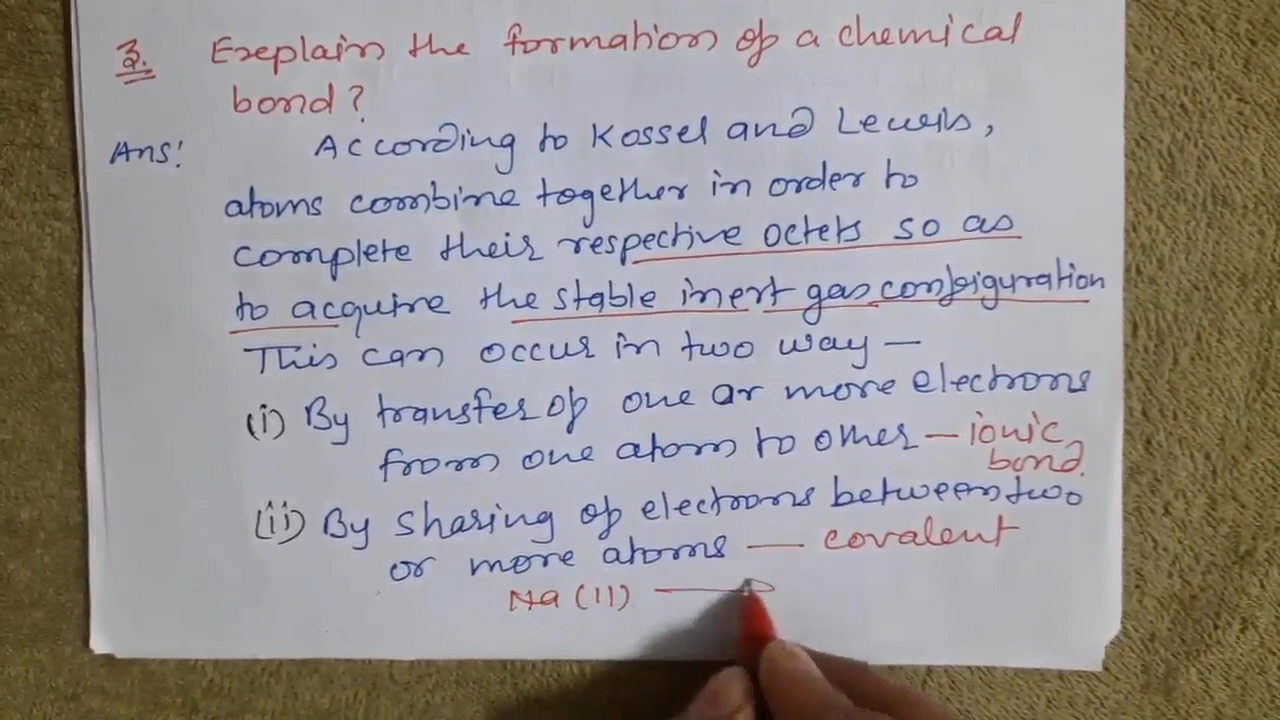 3. Explain the formation of a chemical
bond?
Ans: According to Kossel and Lewis,
atoms combine together in order to
complete their respective octets so as
to acquire the stable inert gas configuration
This can occur in two way —
(i) By transfer of one or more electrons
from one atom to other — ionic
bond.
(ii) By sharing of electrons between two
or more atoms — covalent
Na (11) →